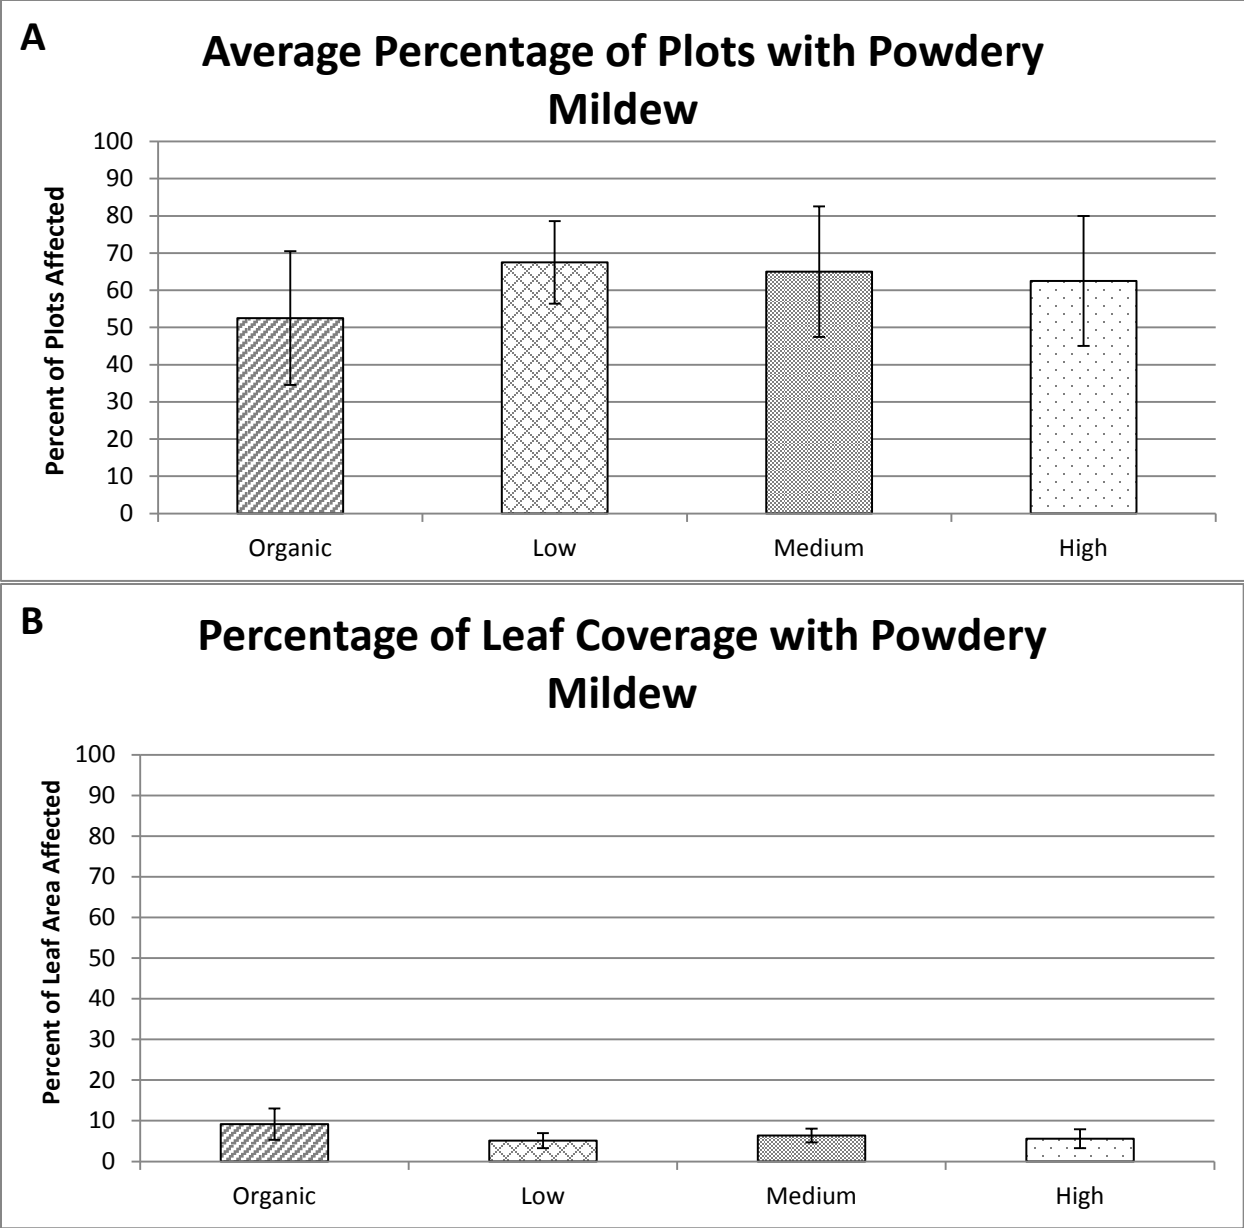 A
Average Percentage of Plots with Powdery
Mildew
Percent of Plots Affected
100
90
80
70
60
50
40
30
20
10
0
Organic Low Medium High
B
Percentage of Leaf Coverage with Powdery
Mildew
Percent of Leaf Area Affected
100
90
80
70
60
50
40
30
20
10
0
Organic Low Medium High